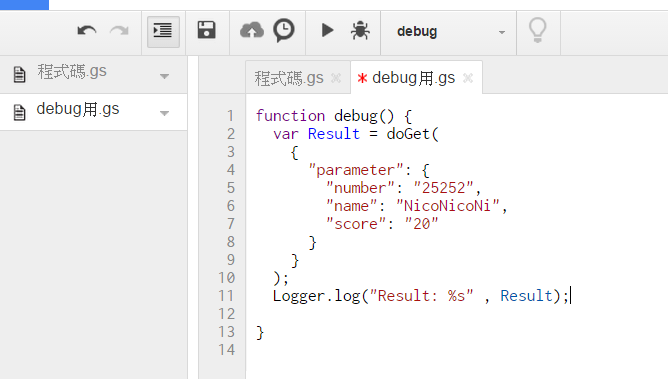 debug
程式碼.gs
debug用.gs
程式碼.gs
* debug用.gs
1 function debug() {
2 var Result = doGet(
3 {
4 "parameter": {
5 "number": "25252",
6 "name": "NicoNicoNi",
7 "score": "20"
8 }
9 }
10 );
11 Logger.log("Result: %s" , Result);
12
13 }
14